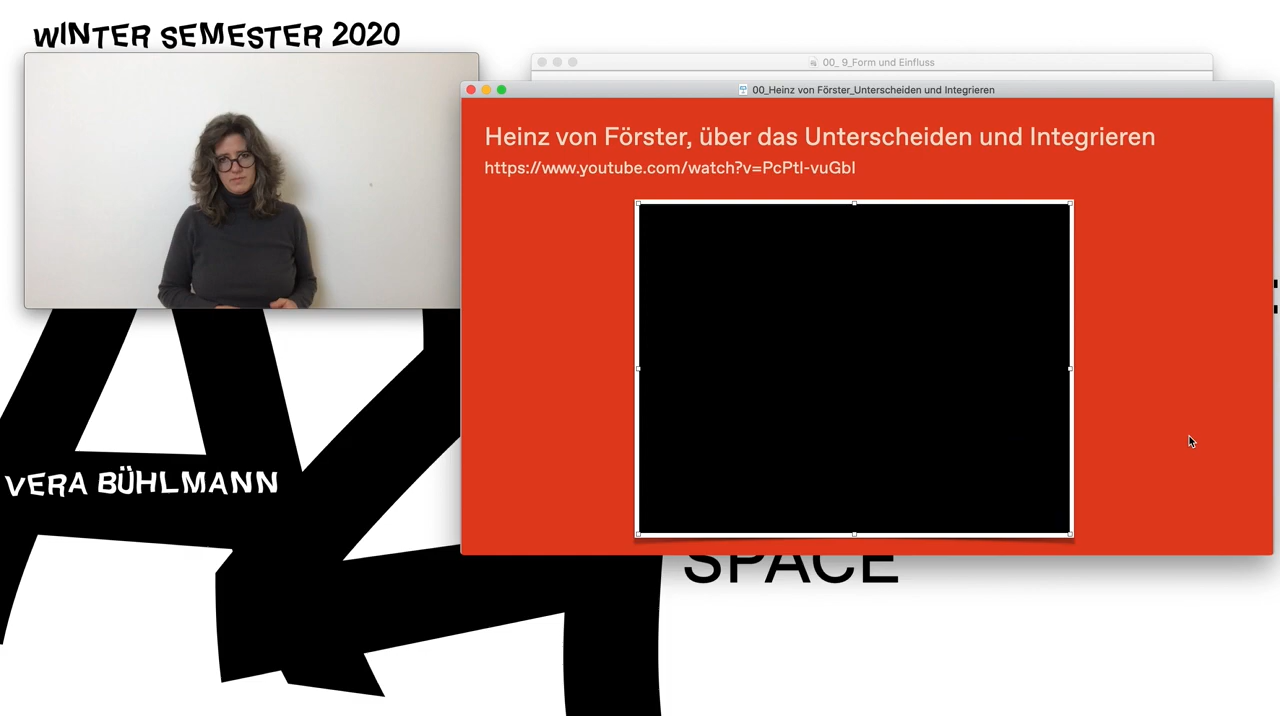 WINTER SEMESTER 2020
00_ 9_Form und Einfluss
00_Heinz von Förster_Unterscheiden und Integrieren
Heinz von Förster, über das Unterscheiden und Integrieren
https://www.youtube.com/watch?v=PcPtI-vuGbI
VERA BÜHLMANN
SPACE